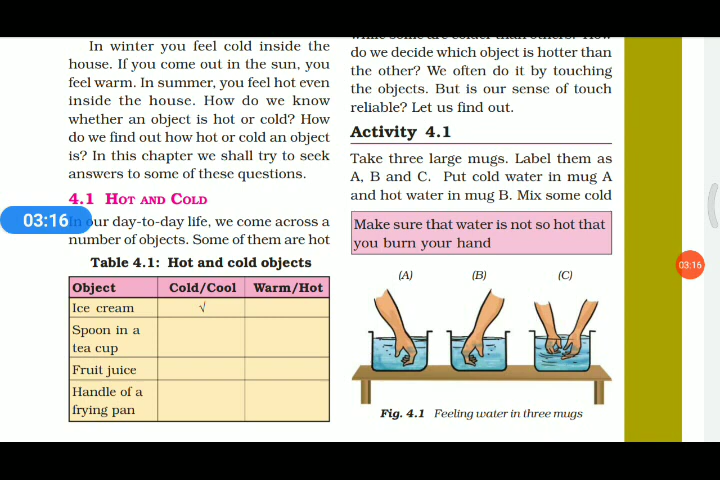 In winter you feel cold inside the
house. If you come out in the sun, you
feel warm. In summer, you feel hot even
inside the house. How do we know
whether an object is hot or cold? How
do we find out how hot or cold an object
is? In this chapter we shall try to seek
answers to some of these questions.
4.1 HOT AND COLD
03:16
our day-to-day life, we come across a
number of objects. Some of them are hot
Table 4.1: Hot and cold objects
Object Cold/Cool Warm/Hot
Ice cream √
Spoon in a
tea cup
Fruit juice
Handle of a
frying pan
while some are colder than others? How
do we decide which object is hotter than
the other? We often do it by touching
the objects. But is our sense of touch
reliable? Let us find out.
Activity 4.1
Take three large mugs. Label them as
A, B and C. Put cold water in mug A
and hot water in mug B. Mix some cold
Make sure that water is not so hot that
you burn your hand
(A) (B) (C)
Fig. 4.1 Feeling water in three mugs
03:16